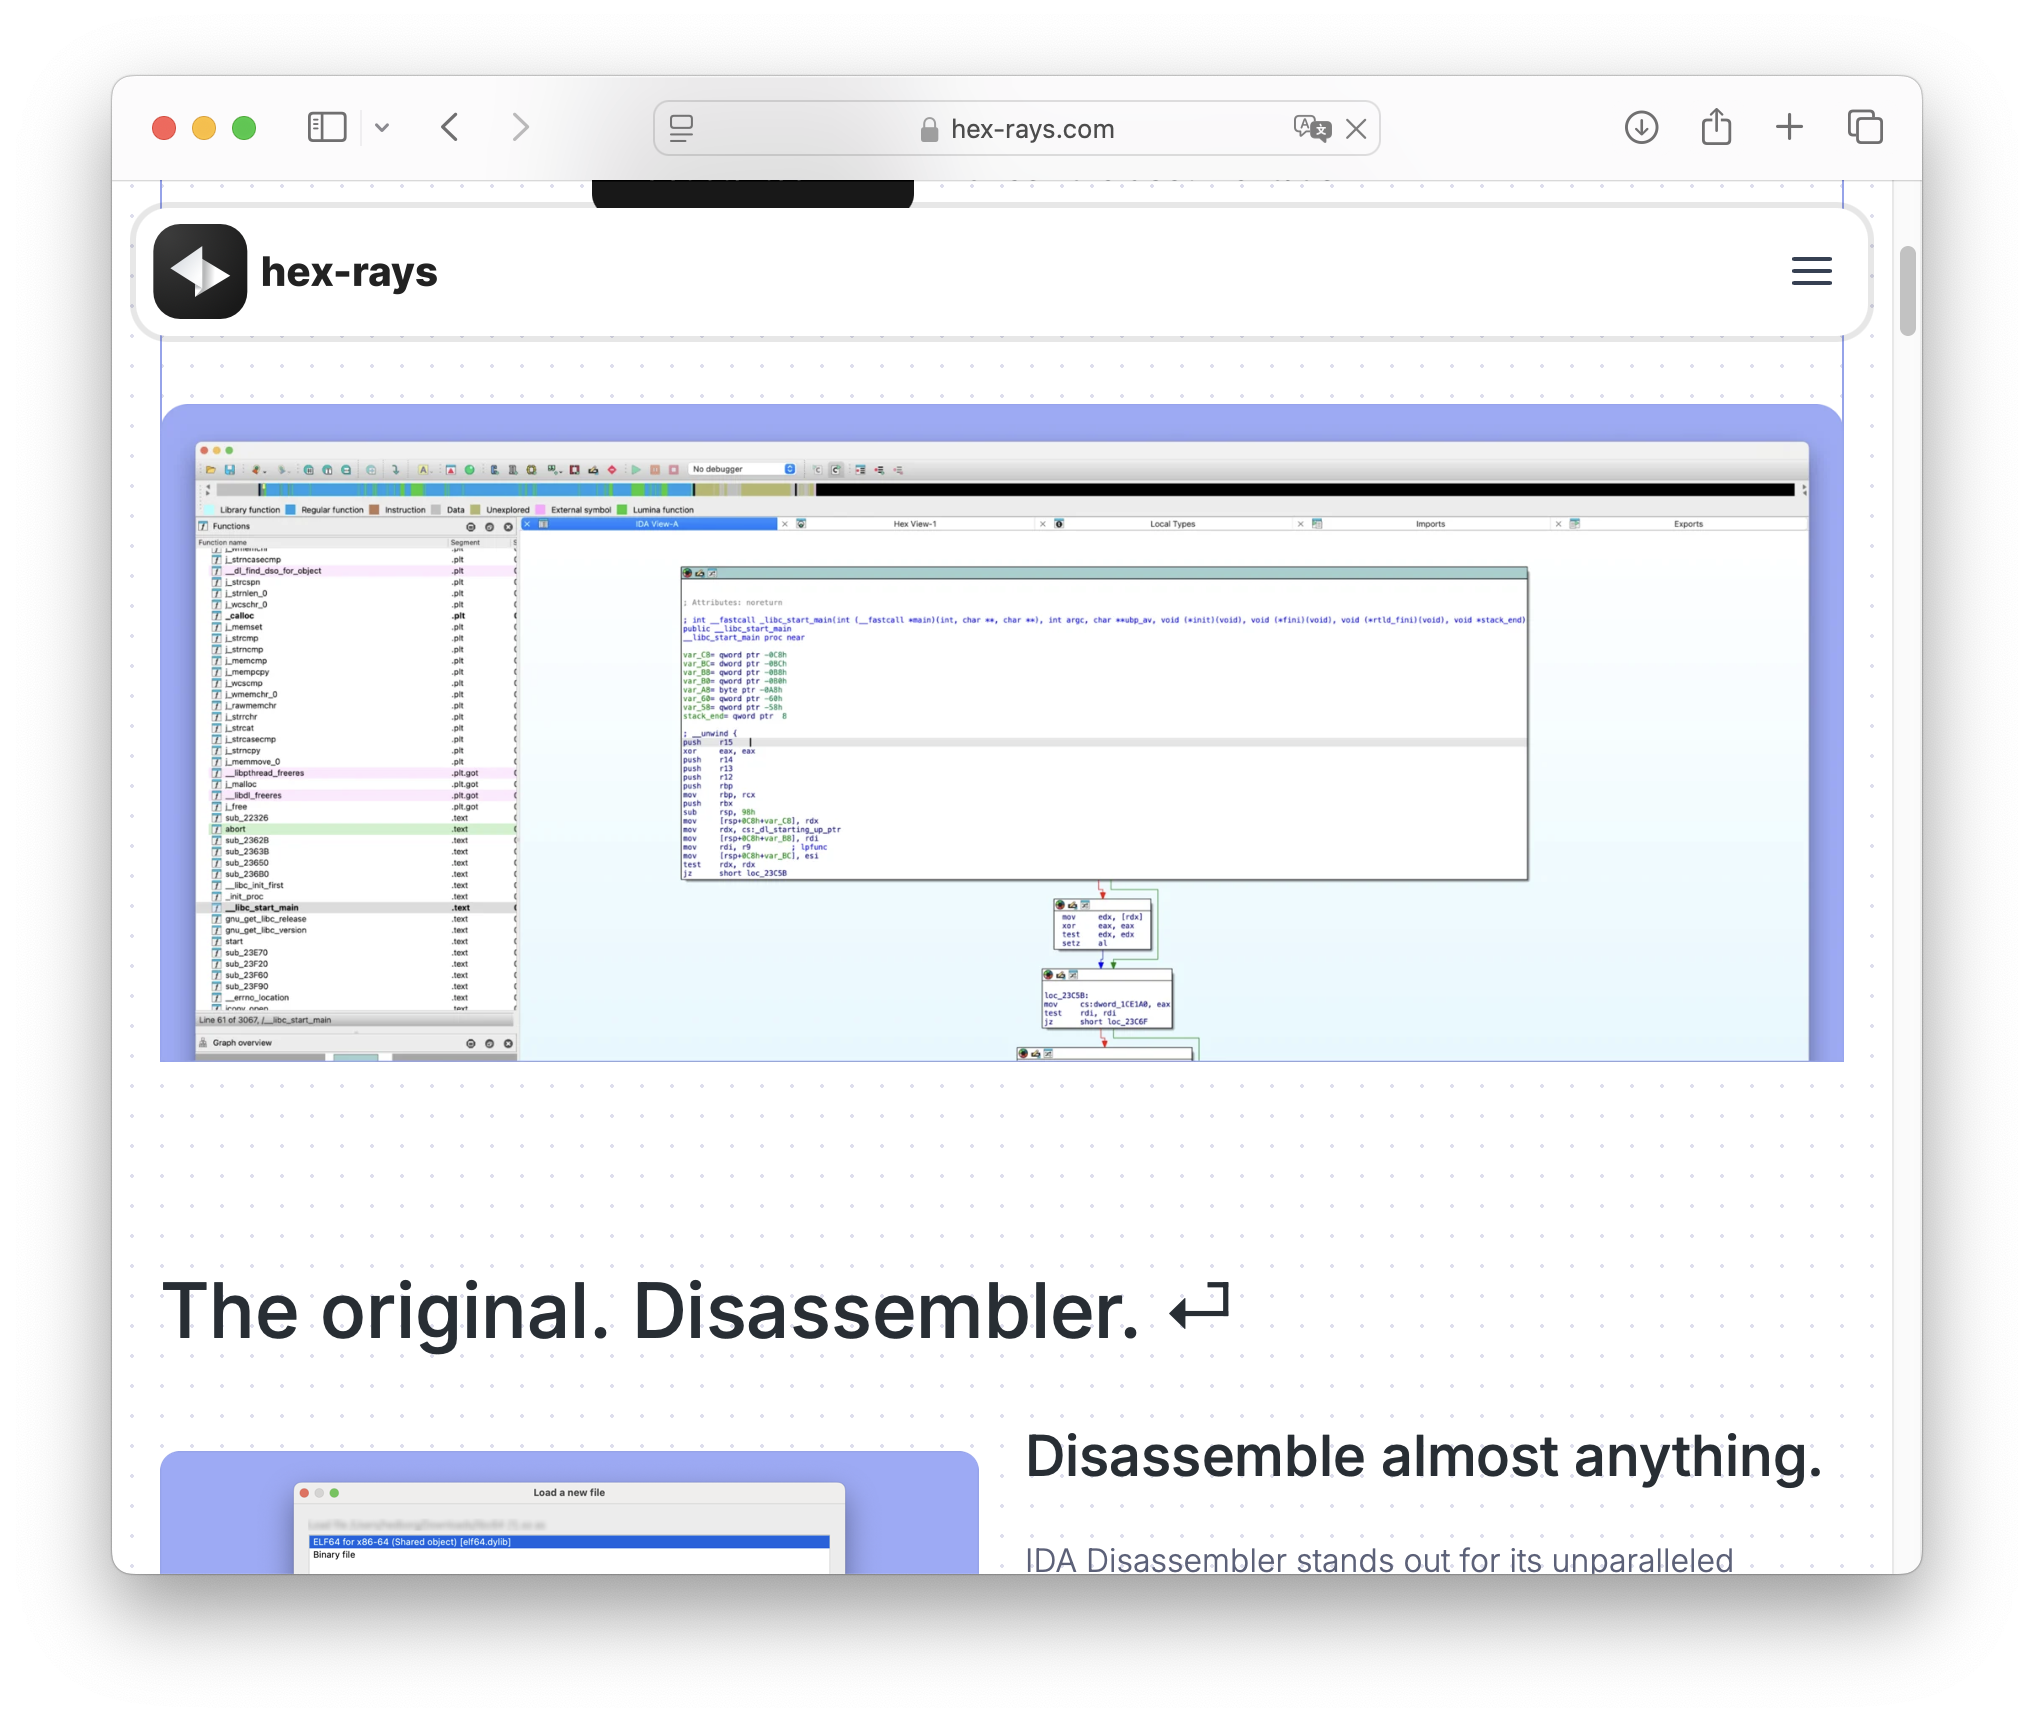 hex-rays.com
hex-rays
No debugger
Library function Regular function Instruction Data Unexplored External symbol Lumina function
Functions
IDA View-A Hex View-1 Local Types Imports Exports
Function name Segment
j_wmemchr .plt
j_strncasecmp .plt
__dl_find_dso_for_object .plt
j_strcspn .plt
j_strnlen_0 .plt
j_wcschr_0 .plt
_calloc .plt
j_memset .plt
j_strcmp .plt
j_strncmp .plt
j_memcmp .plt
j_mempcpy .plt
j_wcscmp .plt
j_wmemchr_0 .plt
j_rawmemchr .plt
j_strrchr .plt
j_strcat .plt
j_strcasecmp .plt
j_strncpy .plt
j_memmove_0 .plt
__libpthread_freeres .plt.got
j_malloc .plt.got
__libdl_freeres .plt.got
j_free .plt.got
sub_22326 .text
abort .text
sub_2362B .text
sub_2363B .text
sub_23650 .text
sub_236B0 .text
__libc_init_first .text
_init_proc .text
__libc_start_main .text
gnu_get_libc_release .text
gnu_get_libc_version .text
start .text
sub_23E70 .text
sub_23F20 .text
sub_23F60 .text
sub_23F90 .text
__errno_location .text
iconv_open .text
Line 61 of 3067, /__libc_start_main
Graph overview
; Attributes: noreturn
; int __fastcall _libc_start_main(int (__fastcall *main)(int, char **, char **), int argc, char **ubp_av, void (*init)(void), void (*fini)(void), void (*rtld_fini)(void), void *stack_end)
public __libc_start_main
__libc_start_main proc near
var_C8= qword ptr -0C8h
var_BC= dword ptr -0BCh
var_B8= qword ptr -0B8h
var_B0= qword ptr -0B0h
var_A8= byte ptr -0A8h
var_60= qword ptr -60h
var_58= qword ptr -58h
stack_end= qword ptr 8
; __unwind {
push r15
xor eax, eax
push r14
push r13
push r12
push rbp
mov rbp, rcx
push rbx
sub rsp, 98h
mov [rsp+0C8h+var_C8], rdx
mov rdx, cs:_dl_starting_up_ptr
mov [rsp+0C8h+var_B8], rdi
mov rdi, r9 ; lpfunc
mov [rsp+0C8h+var_BC], esi
test rdx, rdx
jz short loc_23C5B
mov edx, [rdx]
xor eax, eax
test edx, edx
setz al
loc_23C5B:
mov cs:dword_1CE1A0, eax
test rdi, rdi
jz short loc_23C6F
The original. Disassembler.
Disassemble almost anything.
Load a new file
ELF64 for x86-64 (Shared object) [elf64.dylib]
Binary file
IDA Disassembler stands out for its unparalleled